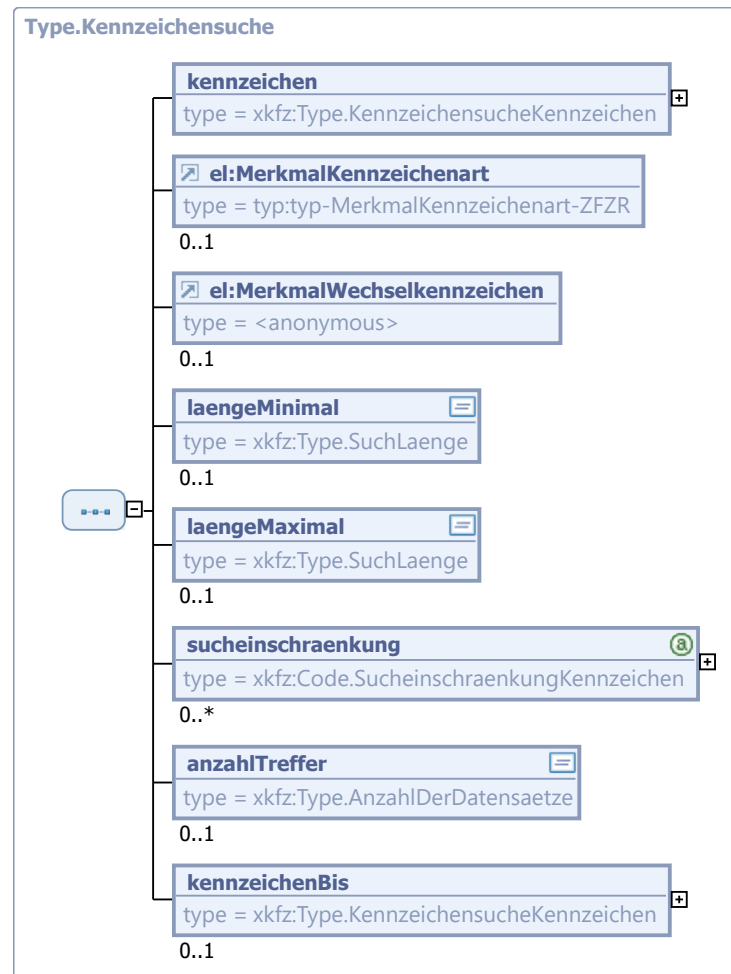 Type.Kennzeichensuche
kennzeichen
type = xkfz:Type.KennzeichensucheKennzeichen
el:MerkmalKennzeichenart
type = typ:typ-MerkmalKennzeichenart-ZFZR
0..1
el:MerkmalWechselkennzeichen
type = <anonymous>
0..1
laengeMinimal
type = xkfz:Type.SuchLaenge
0..1
laengeMaximal
type = xkfz:Type.SuchLaenge
0..1
sucheinschraenkung
type = xkfz:Code.SucheinschraenkungKennzeichen
0..*
anzahlTreffer
type = xkfz:Type.AnzahlDerDatensaetze
0..1
kennzeichenBis
type = xkfz:Type.KennzeichensucheKennzeichen
0..1